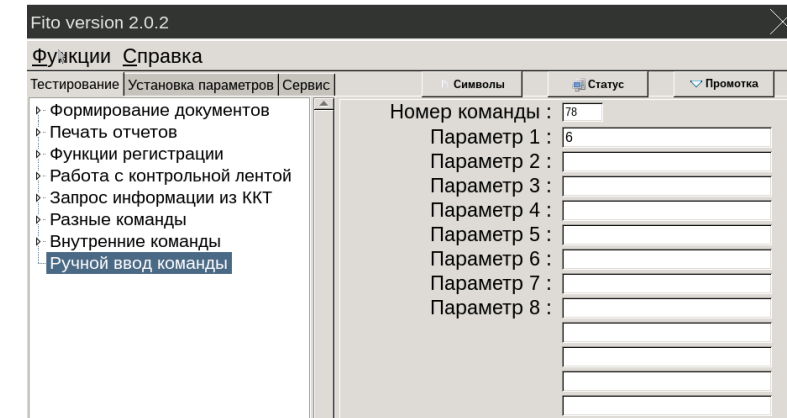 Fito version 2.0.2
Функции Справка
Тестирование Установка параметров Сервис
Символы Статус Промотка
Формирование документов
Печать отчетов
Функции регистрации
Работа с контрольной лентой
Запрос информации из ККТ
Разные команды
Внутренние команды
Ручной ввод команды
Номер команды : 78
Параметр 1 : 6
Параметр 2 :
Параметр 3 :
Параметр 4 :
Параметр 5 :
Параметр 6 :
Параметр 7 :
Параметр 8 :